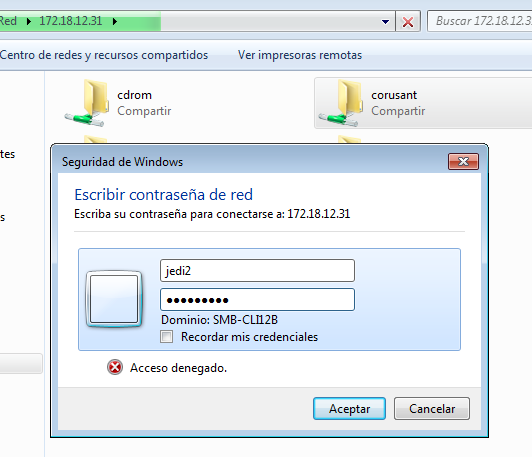 Red ▸ 172.18.12.31 ▸
Buscar 172.18.12.3
Centro de redes y recursos compartidos
Ver impresoras remotas
cdrom
Compartir
corusant
Compartir
Seguridad de Windows
Escribir contraseña de red
Escriba su contraseña para conectarse a: 172.18.12.31
jedi2
●●●●●●●●●
Dominio: SMB-CLI12B
Recordar mis credenciales
Acceso denegado.
Aceptar
Cancelar